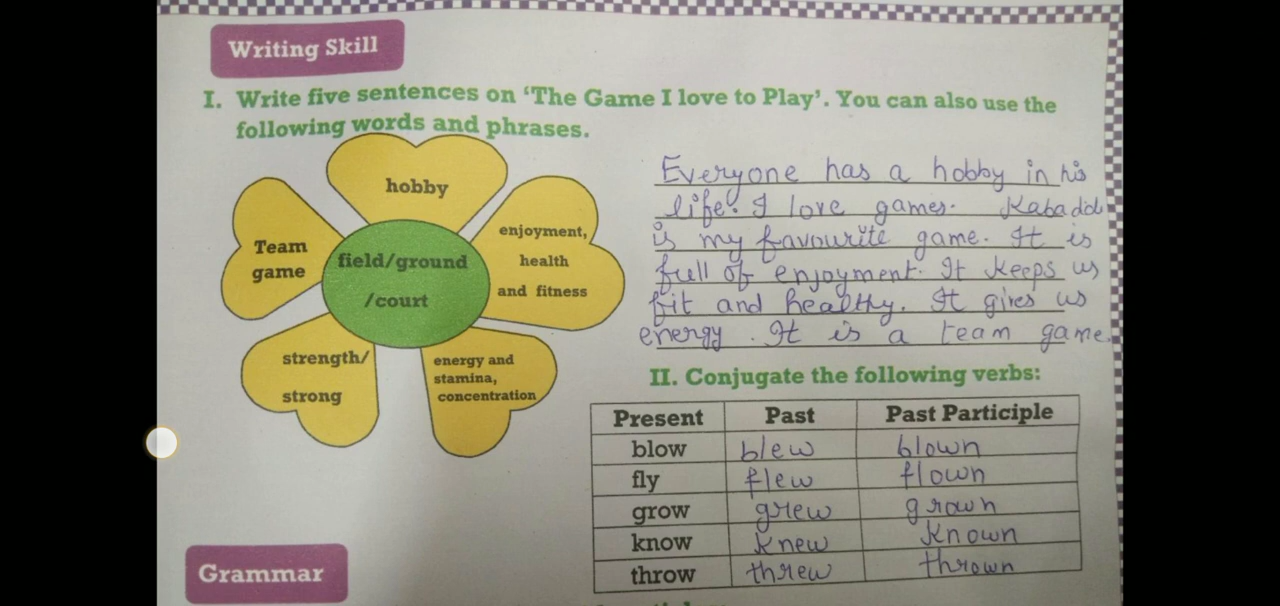 Writing Skill
I. Write five sentences on 'The Game I love to Play'. You can also use the
following words and phrases.
hobby
Team
game
field/ground
/court
enjoyment,
health
and fitness
strength/
strong
energy and
stamina,
concentration
Everyone has a hobby in his
life. I love games. Kabaddi
is my favourite game. It is
full of enjoyment. It keeps us
fit and healthy. It gives us
energy. It is a team game.
II. Conjugate the following verbs:
Present Past Past Participle
blow blew blown
fly flew flown
grow grew grown
know knew known
throw threw thrown
Grammar